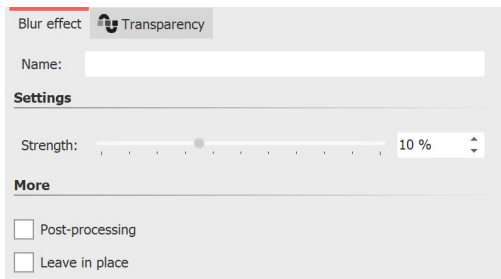 Blur effect Transparency
Name:
Settings
Strength: 10 %
More
Post-processing
Leave in place